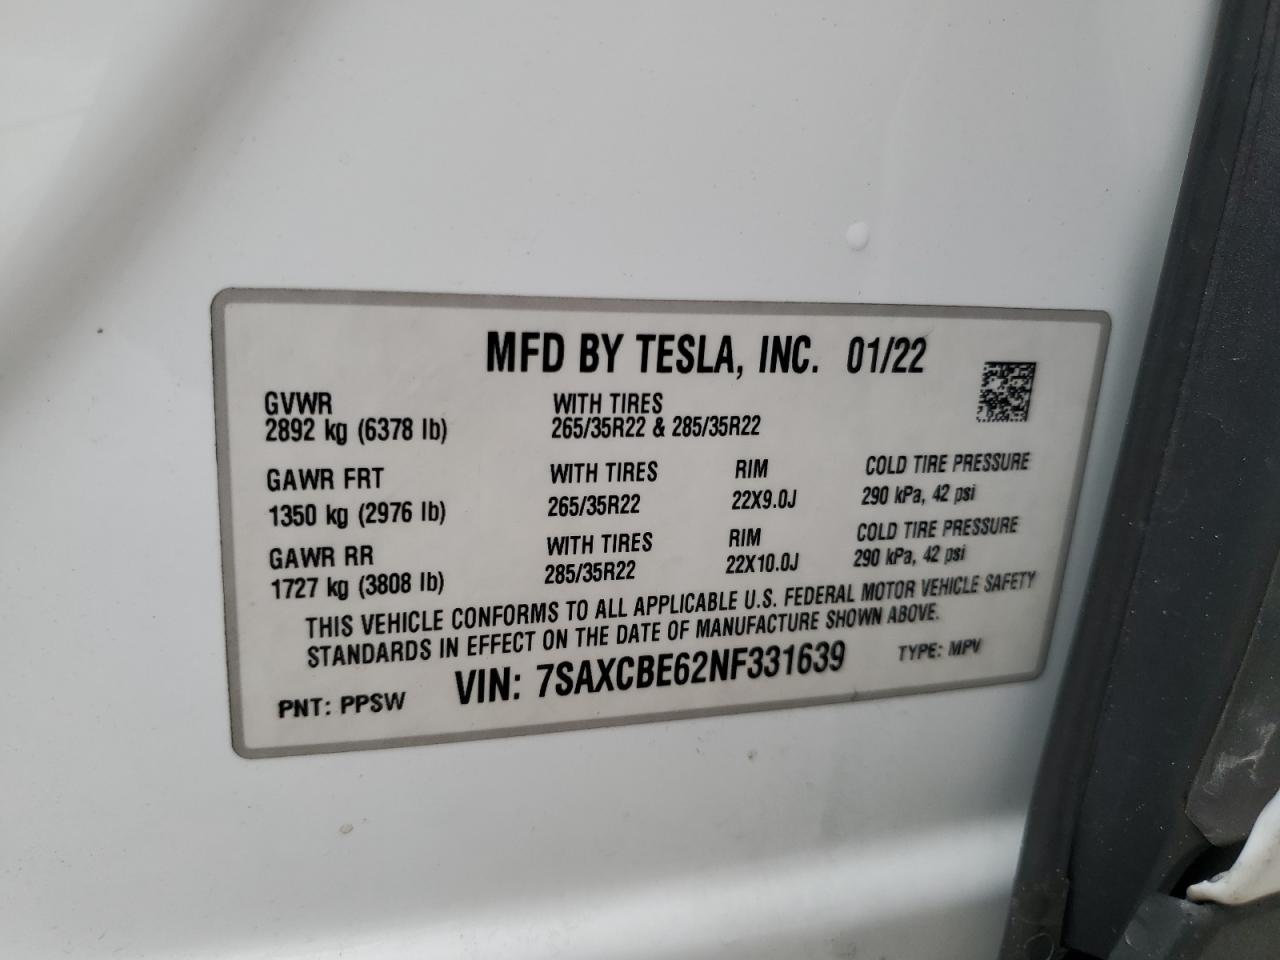 MFD BY TESLA, INC. 01/22
GVWR WITH TIRES
2892 kg (6378 lb) 265/35R22 & 285/35R22
GAWR FRT WITH TIRES RIM COLD TIRE PRESSURE
1350 kg (2976 lb) 265/35R22 22X9.0J 290 kPa, 42 psi
GAWR RR WITH TIRES RIM COLD TIRE PRESSURE
1727 kg (3808 lb) 285/35R22 22X10.0J 290 kPa, 42 psi
THIS VEHICLE CONFORMS TO ALL APPLICABLE U.S. FEDERAL MOTOR VEHICLE SAFETY
STANDARDS IN EFFECT ON THE DATE OF MANUFACTURE SHOWN ABOVE.
PNT: PPSW VIN: 7SAXCBE62NF331639 TYPE: MPV